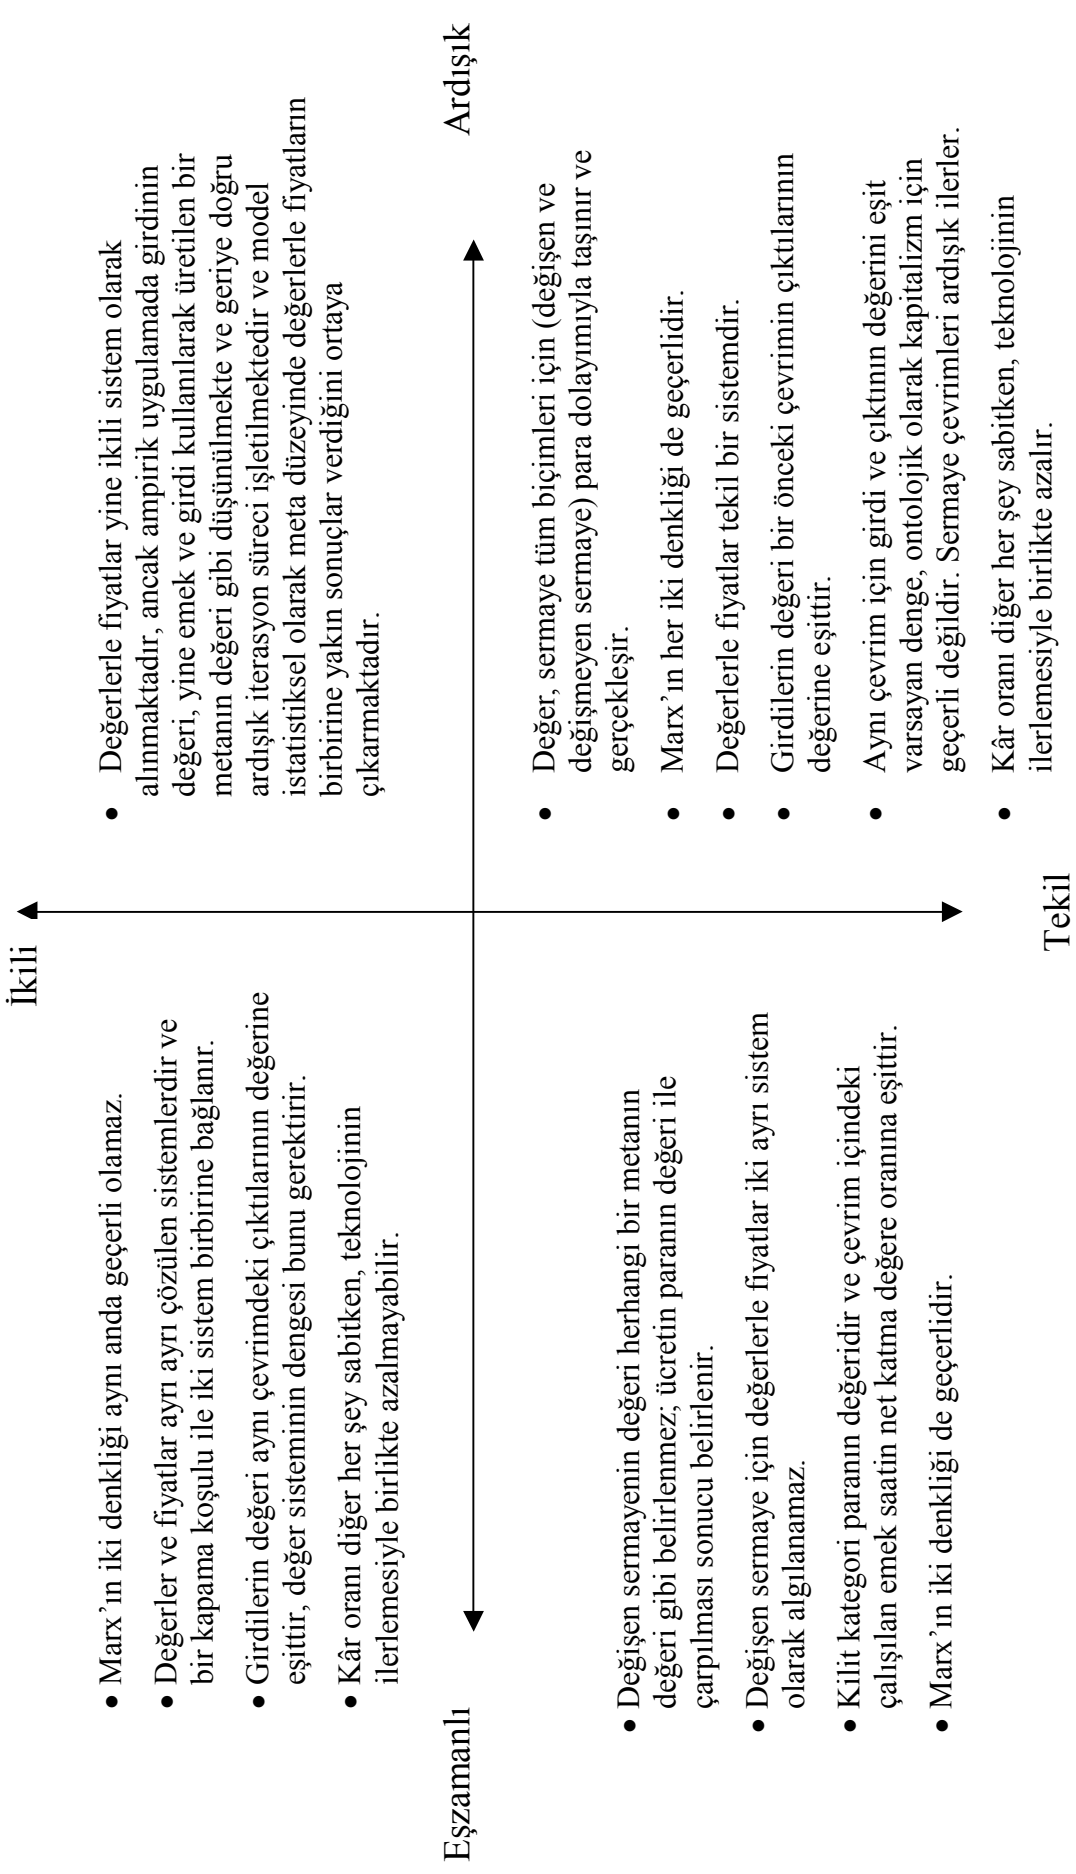 İkili
• Marx'ın iki denkliği aynı anda geçerli olamaz.
• Değerler ve fiyatlar ayrı ayrı çözülen sistemlerdir ve
bir kapama koşulu ile iki sistem birbirine bağlanır.
• Girdilerin değeri aynı çevrimdeki çıktılarının değerine
eşittir, değer sisteminin dengesi bunu gerektirir.
• Kâr oranı diğer her şey sabitken, teknolojinin
ilerlemesiyle birlikte azalmayabilir.
• Değerlerle fiyatlar yine ikili sistem olarak
alınmaktadır, ancak ampirik uygulamada girdinin
değeri, yine emek ve girdi kullanılarak üretilen bir
metanın değeri gibi düşünülmekte ve geriye doğru
ardışık iterasyon süreci işletilmektedir ve model
istatistiksel olarak meta düzeyinde değerlerle fiyatların
birbirine yakın sonuçlar verdiğini ortaya
çıkarmaktadır.
Eşzamanlı
Ardışık
• Değişen sermayenin değeri herhangi bir metanın
değeri gibi belirlenmez; ücretin paranın değeri ile
çarpılması sonucu belirlenir.
• Değişen sermaye için değerlerle fiyatlar iki ayrı sistem
olarak algılanamaz.
• Kilit kategori paranın değeridir ve çevrim içindeki
çalışılan emek saatin net katma değere oranına eşittir.
• Marx'ın iki denkliği de geçerlidir.
• Değer, sermaye tüm biçimleri için (değişen ve
değişmeyen sermaye) para dolayımıyla taşınır ve
gerçekleşir.
• Marx'ın her iki denkliği de geçerlidir.
• Değerlerle fiyatlar tekil bir sistemdir.
• Girdilerin değeri bir önceki çevrimin çıktılarının
değerine eşittir.
• Aynı çevrim için girdi ve çıktının değerini eşit
varsayan denge, ontolojik olarak kapitalizm için
geçerli değildir. Sermaye çevrimleri ardışık ilerler.
• Kâr oranı diğer her şey sabitken, teknolojinin
ilerlemesiyle birlikte azalır.
Tekil